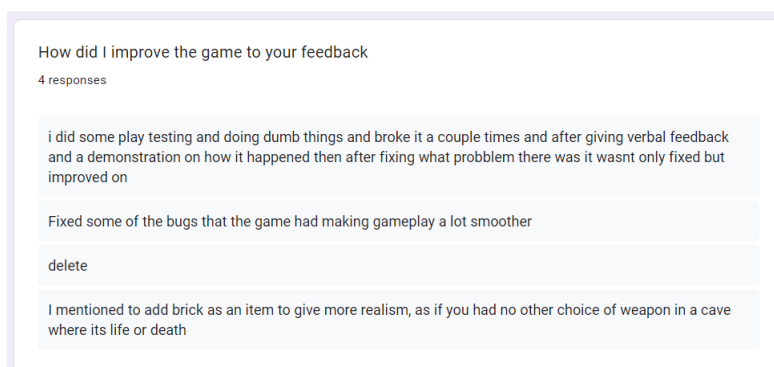 How did I improve the game to your feedback
4 responses
i did some play testing and doing dumb things and broke it a couple times and after giving verbal feedback
and a demonstration on how it happened then after fixing what probblem there was it wasnt only fixed but
improved on
Fixed some of the bugs that the game had making gameplay a lot smoother
delete
I mentioned to add brick as an item to give more realism, as if you had no other choice of weapon in a cave
where its life or death